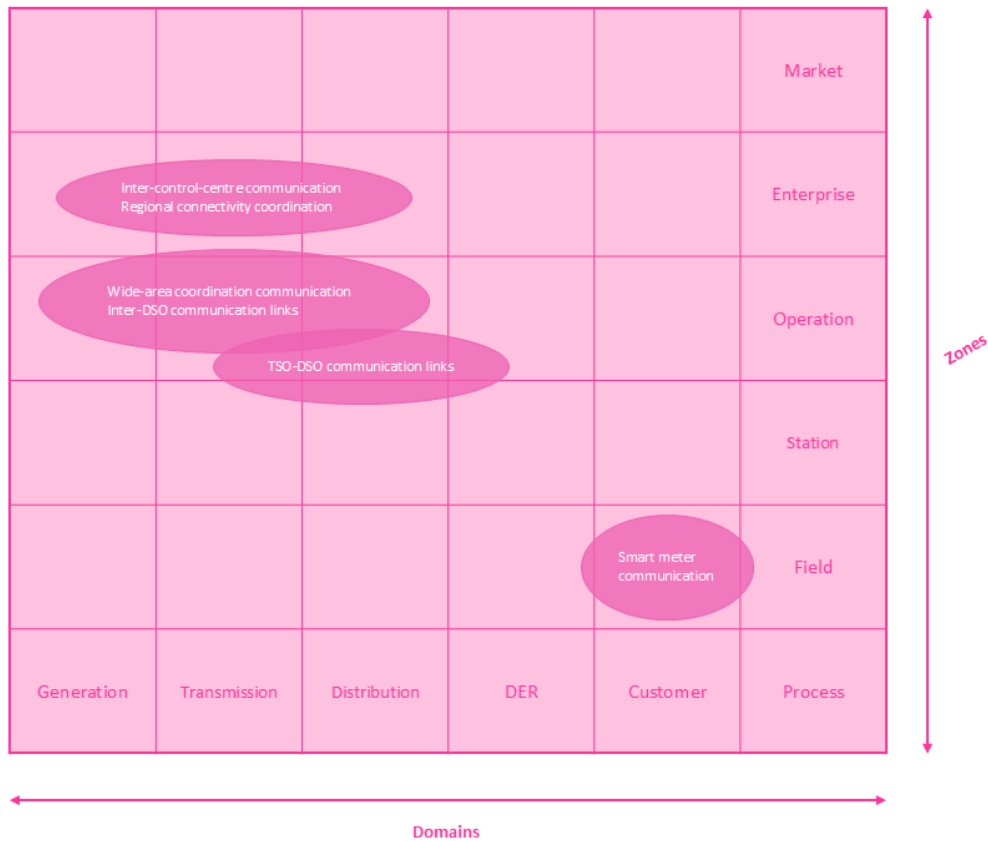 Market
Inter-control-centre communication
Regional connectivity coordination
Enterprise
Wide-area coordination communication
Inter-DSO communication links
Operation
TSO-DSO communication links
Zones
Station
Smart meter
communication
Field
Generation
Transmission
Distribution
DER
Customer
Process
Domains